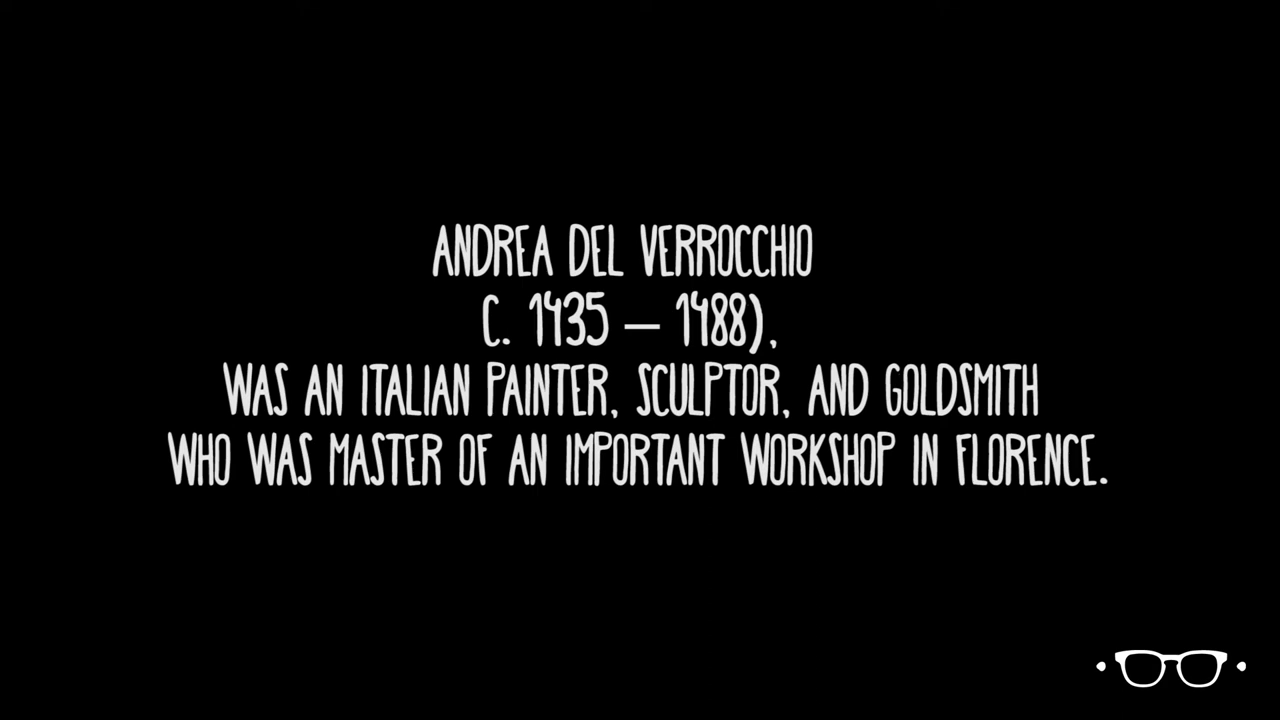 ANDREA DEL VERROCCHIO
C. 1435 – 1488),
WAS AN ITALIAN PAINTER, SCULPTOR, AND GOLDSMITH
WHO WAS MASTER OF AN IMPORTANT WORKSHOP IN FLORENCE.